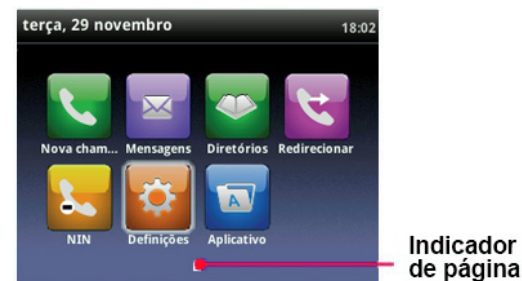 terça, 29 novembro 18:02
Nova cham... Mensagens Diretórios Redirecionar
NIN Definições Aplicativo
Indicador
de página